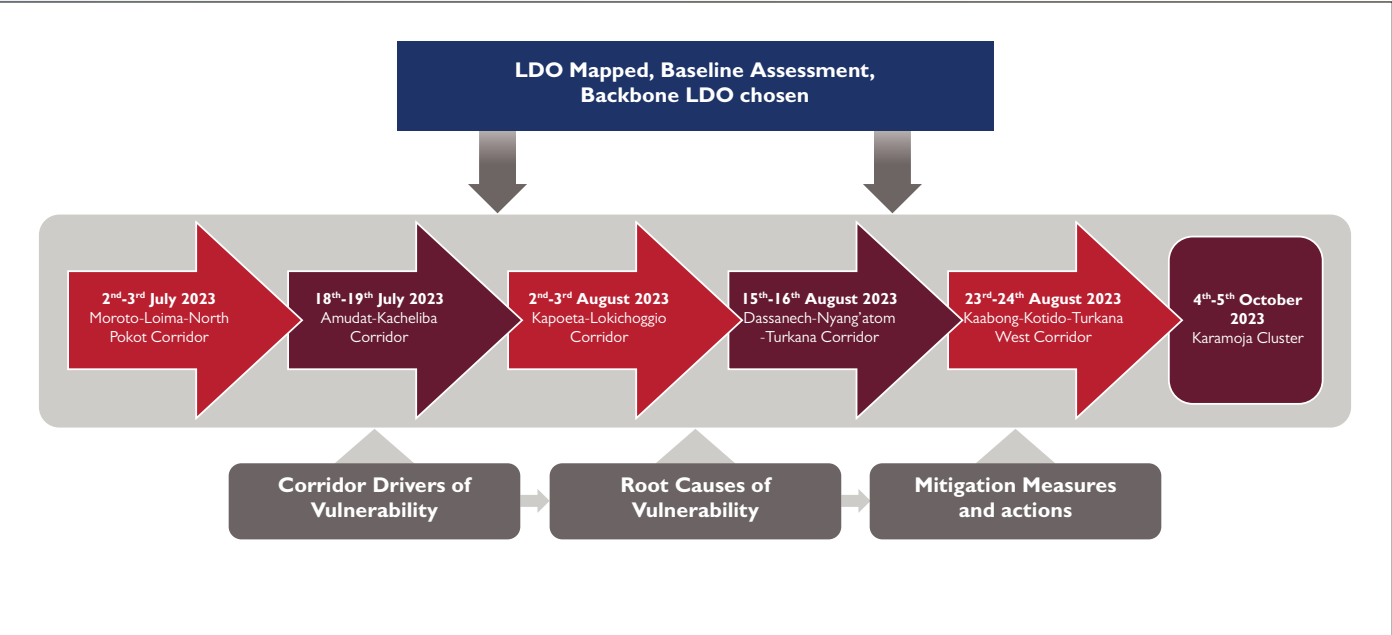 LDO Mapped, Baseline Assessment,
Backbone LDO chosen
2nd-3rd July 2023
Moroto-Loima-North
Pokot Corridor
18th-19th July 2023
Amudat-Kacheliba
Corridor
2nd-3rd August 2023
Kapoeta-Lokichoggio
Corridor
15th-16th August 2023
Dassanech-Nyang'atom
-Turkana Corridor
23rd-24th August 2023
Kaabong-Kotido-Turkana
West Corridor
4th-5th October
2023
Karamoja Cluster
Corridor Drivers of
Vulnerability
Root Causes of
Vulnerability
Mitigation Measures
and actions